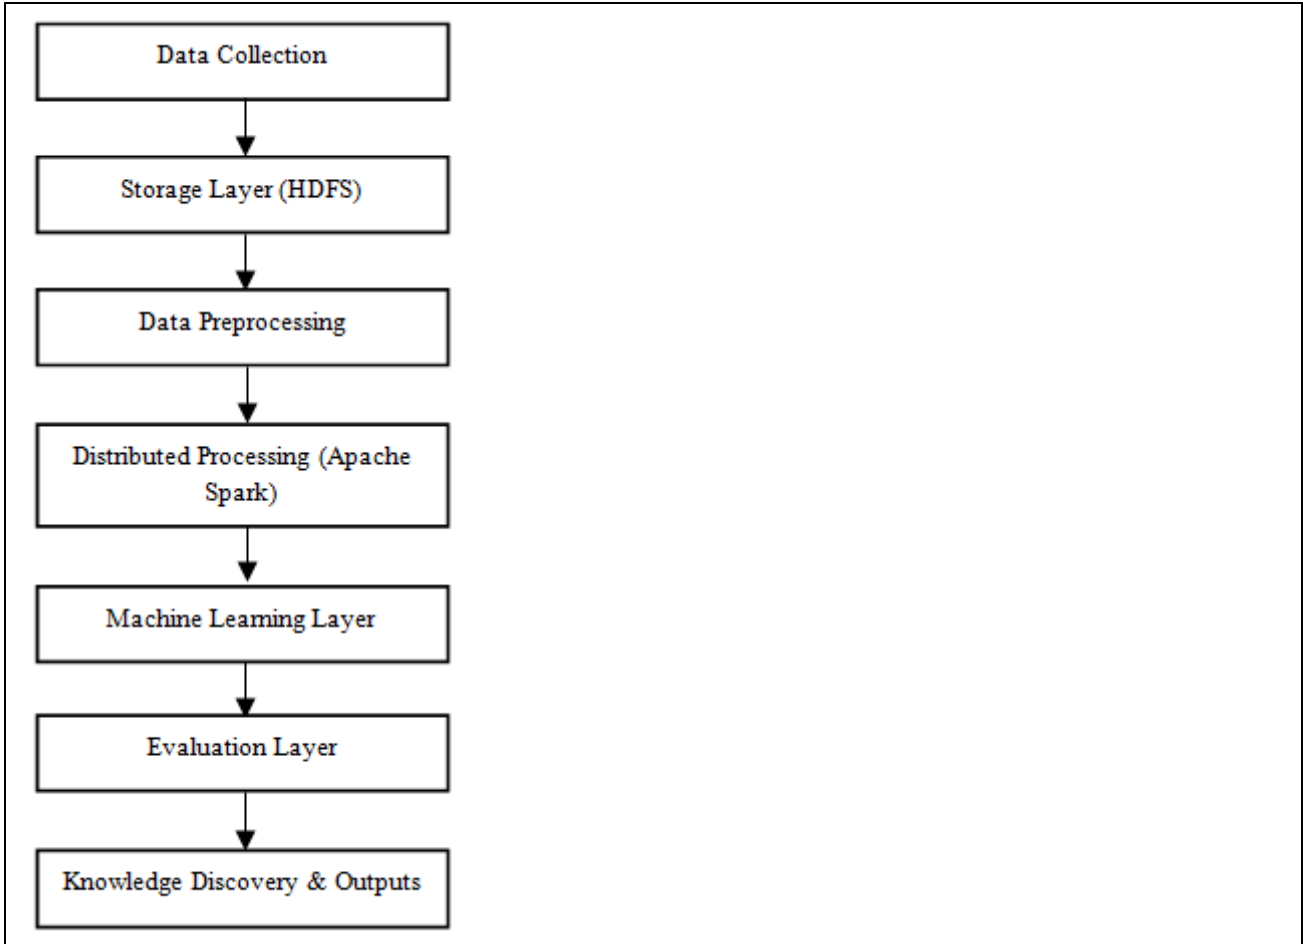 Data Collection
Storage Layer (HDFS)
Data Preprocessing
Distributed Processing (Apache
Spark)
Machine Learning Layer
Evaluation Layer
Knowledge Discovery & Outputs